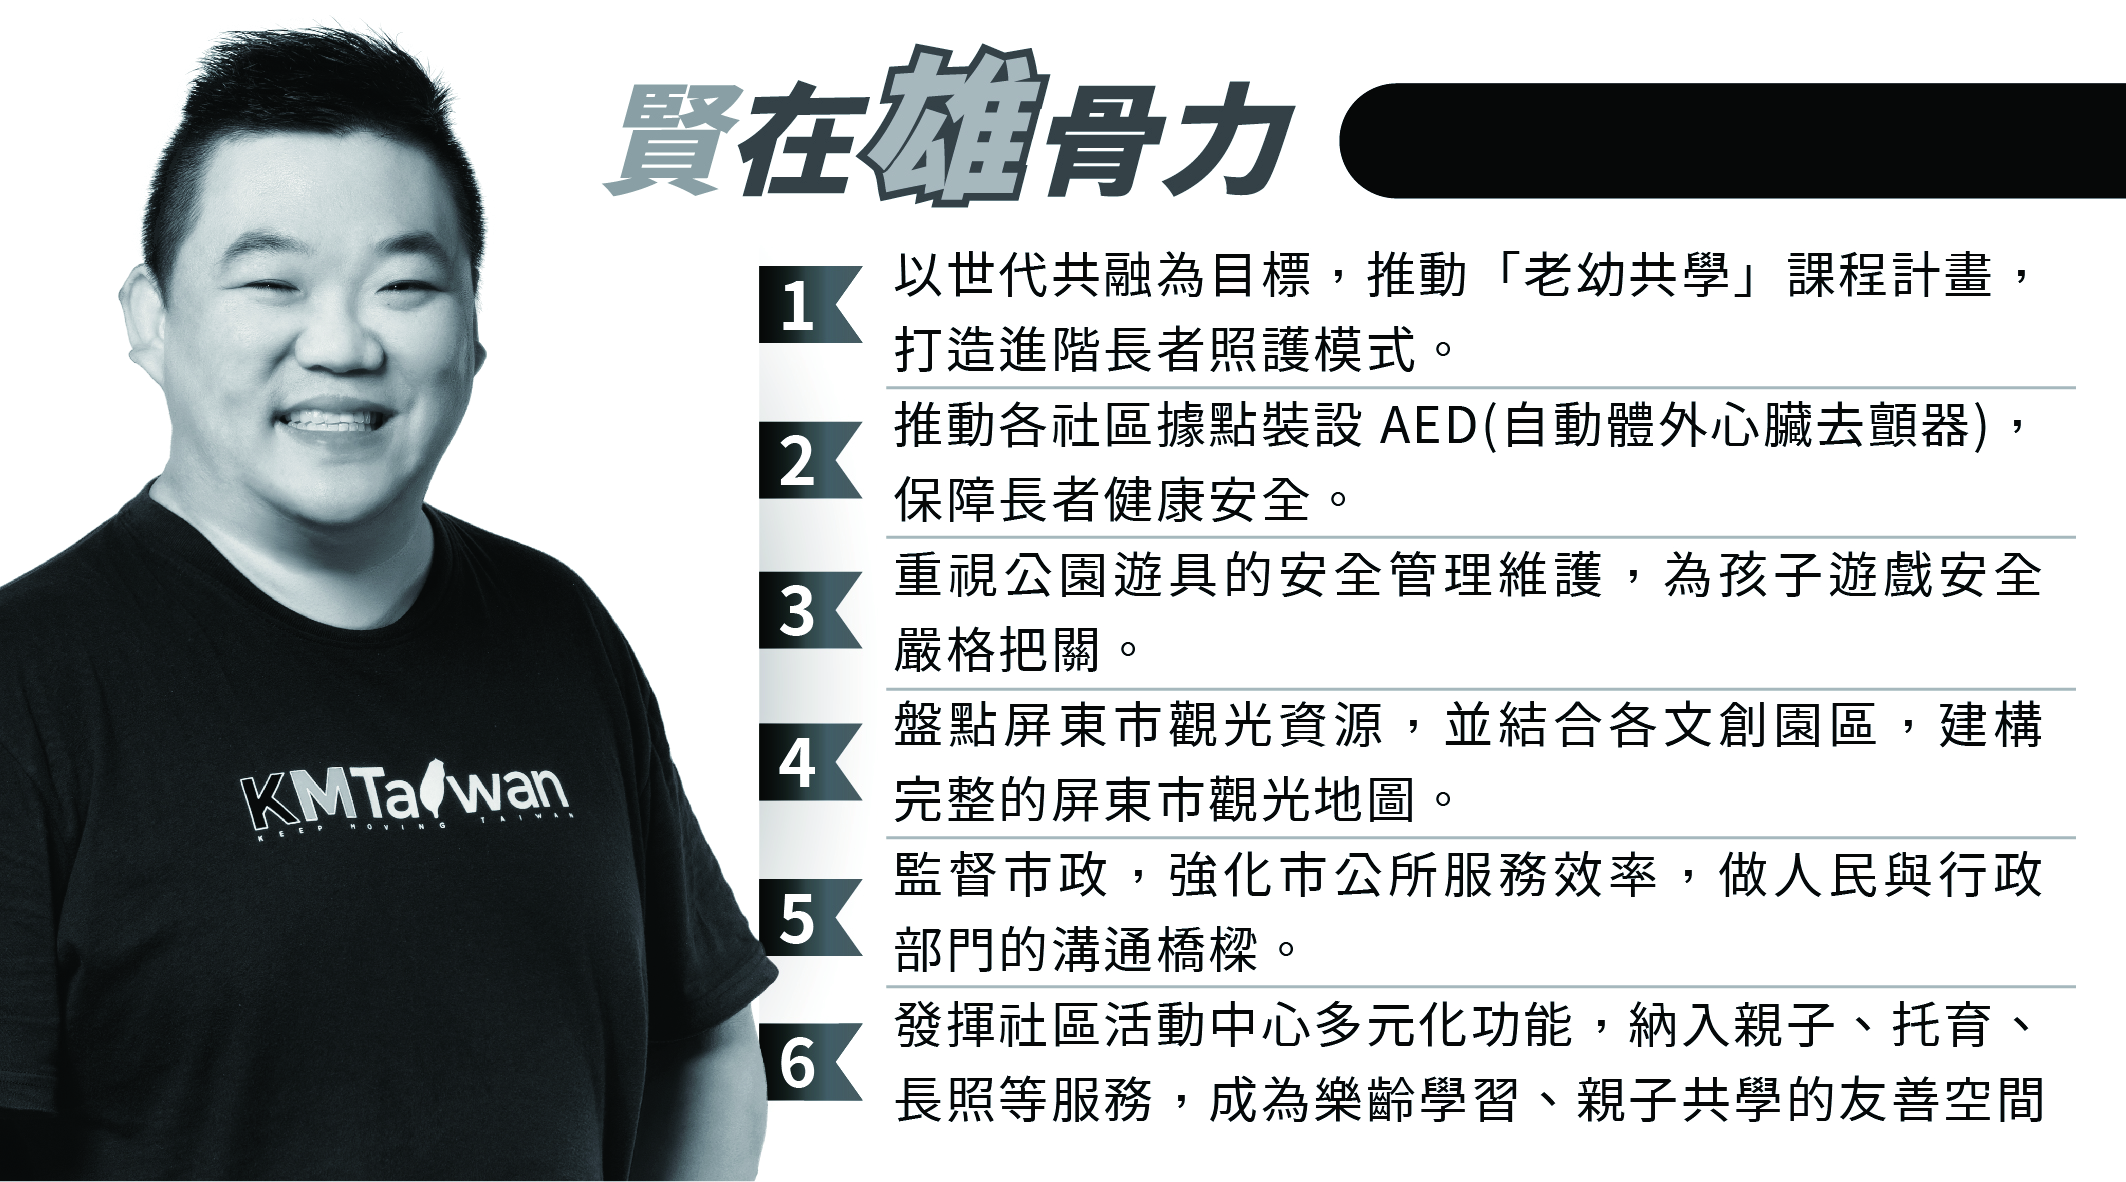 賢在雄骨力
1
以世代共融為目標，推動「老幼共學」課程計畫，
打造進階長者照護模式。
2
推動各社區據點裝設 AED(自動體外心臟去顫器)，
保障長者健康安全。
3
重視公園遊具的安全管理維護，為孩子遊戲安全
嚴格把關。
4
盤點屏東市觀光資源，並結合各文創園區，建構
完整的屏東市觀光地圖。
5
監督市政，強化市公所服務效率，做人民與行政
部門的溝通橋樑。
6
發揮社區活動中心多元化功能，納入親子、托育、
長照等服務，成為樂齡學習、親子共學的友善空間
KMTaiwan
KEEP MOVING TAIWAN